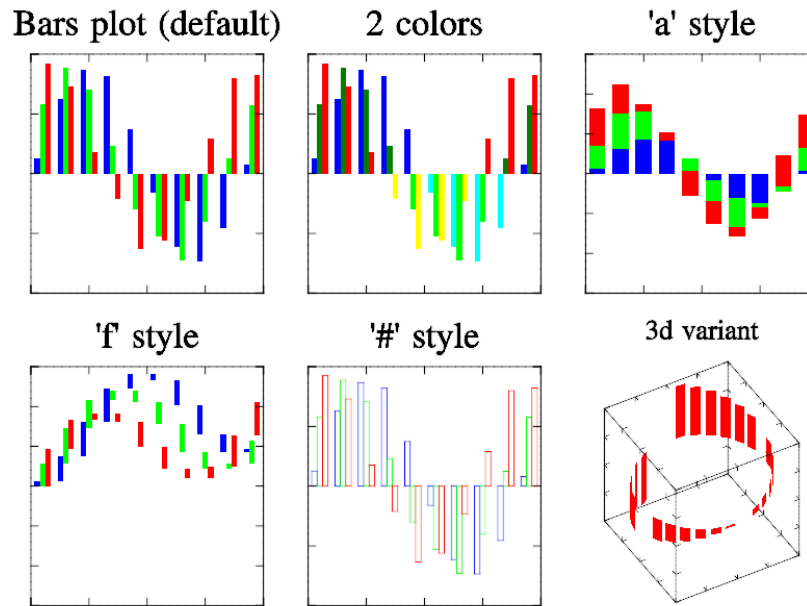 Bars plot (default)
2 colors
'a' style
'f' style
'#' style
3d variant